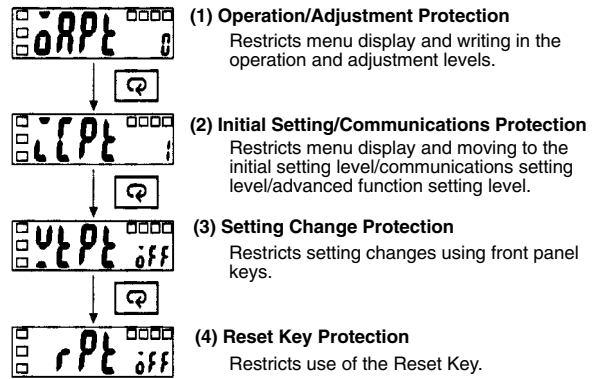 oAPt 0
(1) Operation/Adjustment Protection
Restricts menu display and writing in the
operation and adjustment levels.
iCPt 1
(2) Initial Setting/Communications Protection
Restricts menu display and moving to the
initial setting level/communications setting
level/advanced function setting level.
WtPt oFF
(3) Setting Change Protection
Restricts setting changes using front panel
keys.
rPt oFF
(4) Reset Key Protection
Restricts use of the Reset Key.